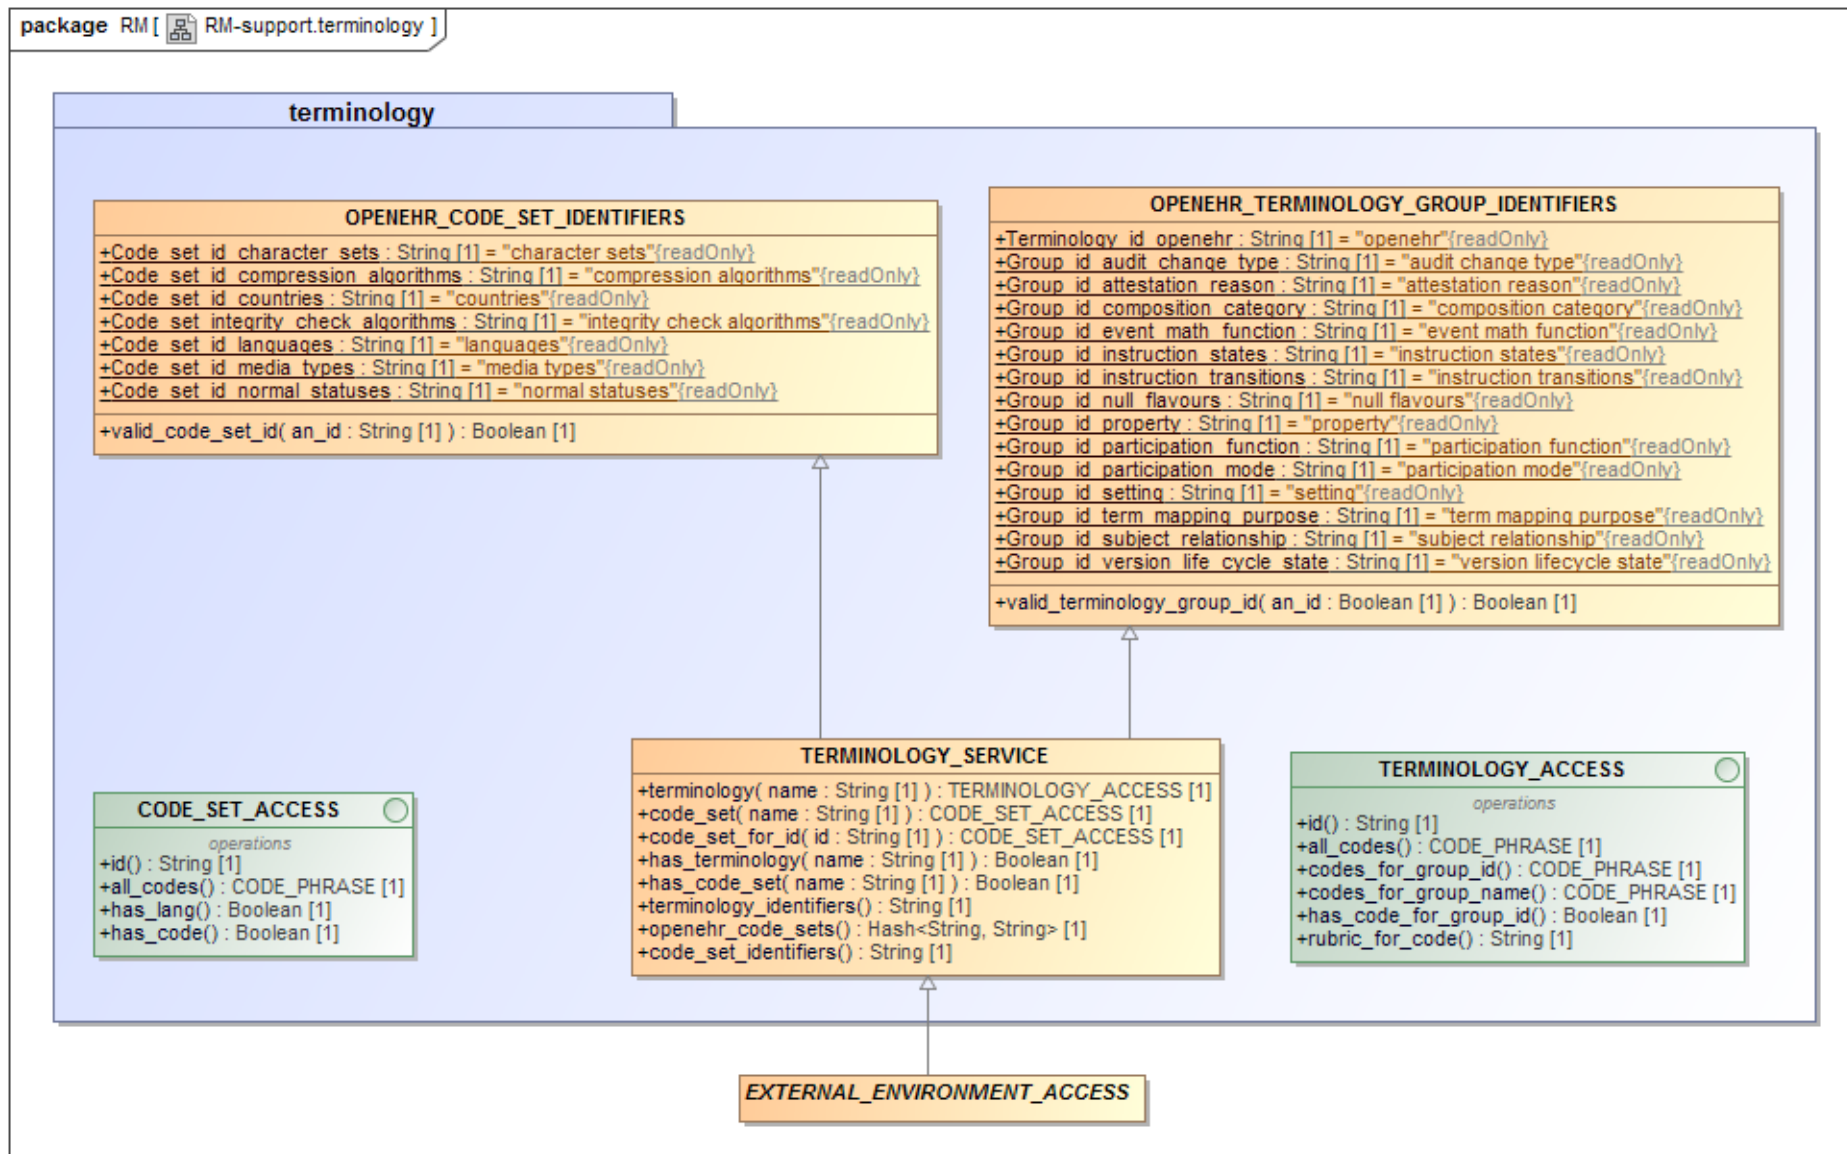 package RM [ RM-support.terminology ]
terminology
OPENEHR_CODE_SET_IDENTIFIERS
+Code_set_id_character_sets : String [1] = "character sets"{readOnly}
+Code_set_id_compression_algorithms : String [1] = "compression algorithms"{readOnly}
+Code_set_id_countries : String [1] = "countries"{readOnly}
+Code_set_integrity_check_algorithms : String [1] = "integrity check algorithms"{readOnly}
+Code_set_id_languages : String [1] = "languages"{readOnly}
+Code_set_id_media_types : String [1] = "media types"{readOnly}
+Code_set_id_normal_statuses : String [1] = "normal statuses"{readOnly}
+valid_code_set_id( an_id : String [1] ) : Boolean [1]
OPENEHR_TERMINOLOGY_GROUP_IDENTIFIERS
+Terminology_id_openehr : String [1] = "openehr"{readOnly}
+Group_id_audit_change_type : String [1] = "audit change type"{readOnly}
+Group_id_attestation_reason : String [1] = "attestation reason"{readOnly}
+Group_id_composition_category : String [1] = "composition category"{readOnly}
+Group_id_event_math_function : String [1] = "event math function"{readOnly}
+Group_id_instruction_states : String [1] = "instruction states"{readOnly}
+Group_id_instruction_transitions : String [1] = "instruction transitions"{readOnly}
+Group_id_null_flavours : String [1] = "null flavours"{readOnly}
+Group_id_property : String [1] = "property"{readOnly}
+Group_id_participation_function : String [1] = "participation function"{readOnly}
+Group_id_participation_mode : String [1] = "participation mode"{readOnly}
+Group_id_setting : String [1] = "setting"{readOnly}
+Group_id_term_mapping_purpose : String [1] = "term mapping purpose"{readOnly}
+Group_id_subject_relationship : String [1] = "subject relationship"{readOnly}
+Group_id_version_life_cycle_state : String [1] = "version lifecycle state"{readOnly}
+valid_terminology_group_id( an_id : Boolean [1] ) : Boolean [1]
CODE_SET_ACCESS
operations
+id() : String [1]
+all_codes() : CODE_PHRASE [1]
+has_lang() : Boolean [1]
+has_code() : Boolean [1]
TERMINOLOGY_SERVICE
+terminology( name : String [1] ) : TERMINOLOGY_ACCESS [1]
+code_set( name : String [1] ) : CODE_SET_ACCESS [1]
+code_set_for_id( id : String [1] ) : CODE_SET_ACCESS [1]
+has_terminology( name : String [1] ) : Boolean [1]
+has_code_set( name : String [1] ) : Boolean [1]
+terminology_identifiers() : String [1]
+openehr_code_sets() : Hash<String, String> [1]
+code_set_identifiers() : String [1]
TERMINOLOGY_ACCESS
operations
+id() : String [1]
+all_codes() : CODE_PHRASE [1]
+codes_for_group_id() : CODE_PHRASE [1]
+codes_for_group_name() : CODE_PHRASE [1]
+has_code_for_group_id() : Boolean [1]
+rubric_for_code() : String [1]
EXTERNAL_ENVIRONMENT_ACCESS